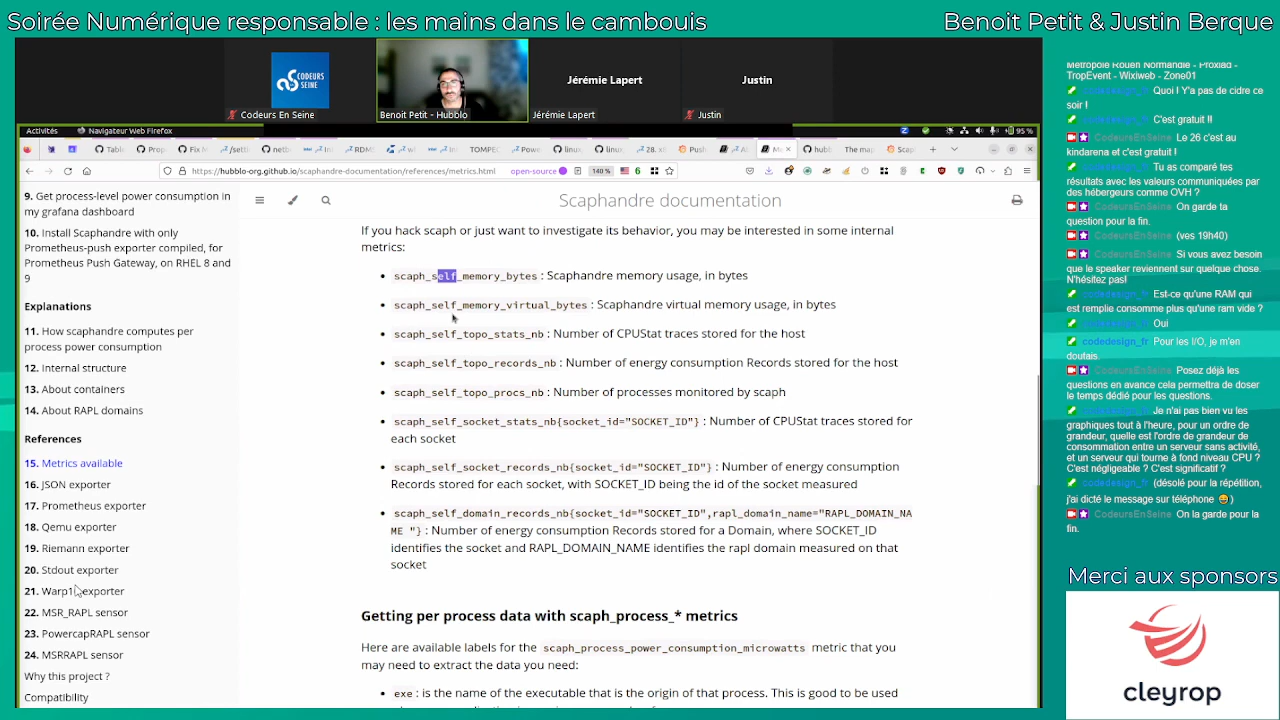 Soirée Numérique responsable : les mains dans le cambouis
Benoit Petit & Justin Berque
CODEURS
SEINE
Codeurs En Seine
Benoit Petit - Hubblo
Jérémie Lapert
Jérémie Lapert
Justin
Justin
Activités
Navigateur Web Firefox
95 %
https://hubblo-org.github.io/scaphandre-documentation/references/metrics.html
open-source
140 %
6
9. Get process-level power consumption in
my grafana dashboard
10. Install Scaphandre with only
Prometheus-push exporter compiled, for
Prometheus Push Gateway, on RHEL 8 and
9
Explanations
11. How scaphandre computes per
process power consumption
12. Internal structure
13. About containers
14. About RAPL domains
References
15. Metrics available
16. JSON exporter
17. Prometheus exporter
18. Qemu exporter
19. Riemann exporter
20. Stdout exporter
21. Warp10 exporter
22. MSR_RAPL sensor
23. PowercapRAPL sensor
24. MSRRAPL sensor
Why this project ?
Compatibility
Scaphandre documentation
If you hack scaph or just want to investigate its behavior, you may be interested in some internal
metrics:
• scaph_self_memory_bytes : Scaphandre memory usage, in bytes
• scaph_self_memory_virtual_bytes : Scaphandre virtual memory usage, in bytes
• scaph_self_topo_stats_nb : Number of CPUStat traces stored for the host
• scaph_self_topo_records_nb : Number of energy consumption Records stored for the host
• scaph_self_topo_procs_nb : Number of processes monitored by scaph
• scaph_self_socket_stats_nb{socket_id="SOCKET_ID"} : Number of CPUStat traces stored for
each socket
• scaph_self_socket_records_nb{socket_id="SOCKET_ID"} : Number of energy consumption
Records stored for each socket, with SOCKET_ID being the id of the socket measured
• scaph_self_domain_records_nb{socket_id="SOCKET_ID",rapl_domain_name="RAPL_DOMAIN_NA
ME "} : Number of energy consumption Records stored for a Domain, where SOCKET_ID
identifies the socket and RAPL_DOMAIN_NAME identifies the rapl domain measured on that
socket
Getting per process data with scaph_process_* metrics
Here are available labels for the scaph_process_power_consumption_microwatts metric that you
may need to extract the data you need:
• exe : is the name of the executable that is the origin of that process. This is good to be used
Métropole Rouen Normandie - Proxiad -
TropEvent - Wixiweb - Zone01
codedesign_fr Quoi ! Y'a pas de cidre ce
soir !
codedesign_fr C'est gratuit !!
CodeursEnSeine Le 26 c'est au
kindarena et c'est gratuit !
codedesign_fr Tu as comparé tes
résultats avec les valeurs communiquées par
des hébergeurs comme OVH ?
CodeursEnSeine On garde ta
question pour la fin.
CodeursEnSeine (ves 19h40)
CodeursEnSeine Si vous avez besoin
que le speaker reviennent sur quelque chose.
N'hésitez pas!
codedesign_fr Est-ce qu'une RAM qui
est remplie consomme plus qu'une ram vide ?
codedesign_fr Oui
codedesign_fr Pour les I/O, je m'en
doutais.
CodeursEnSeine Posez déjà les
questions en avance cela permettra de doser
le temps dédié pour les questions.
codedesign_fr Je n'ai pas bien vu les
graphiques tout à l'heure, pour un ordre de
grandeur, quelle est l'ordre de grandeur de
consommation entre un serveur sans activité,
et un serveur qui tourne à fond niveau CPU ?
C'est négligeable ? C'est significatif ?
codedesign_fr (désolé pour la répétition,
j'ai dicté le message sur téléphone )
CodeursEnSeine On la garde pour la
fin.
Merci aux sponsors
cleyrop